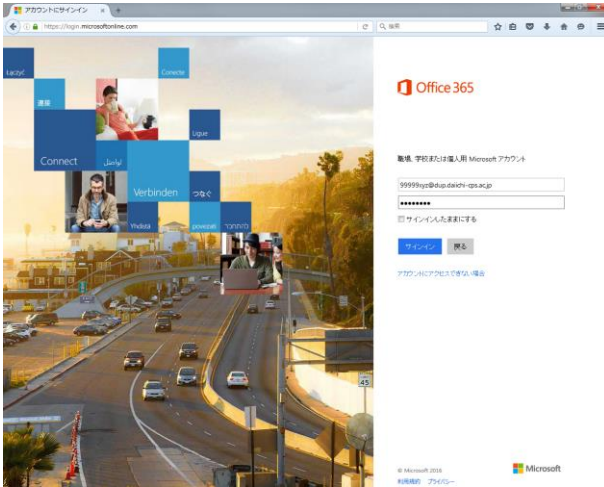 アカウントにサインイン
https://login.microsoftonline.com
検索
Łączyć
Conecte
連接
Ligue
Connect
تواصل
Verbinden
つなぐ
Yhdistä
povezati
להתחבר
45
Office 365
職場、学校または個人用 Microsoft アカウント
99999xyz@dup.daiichi-cps.ac.jp
サインインしたままにする
サインイン
戻る
アカウントにアクセスできない場合
© Microsoft 2016
利用規約 プライバシー
Microsoft